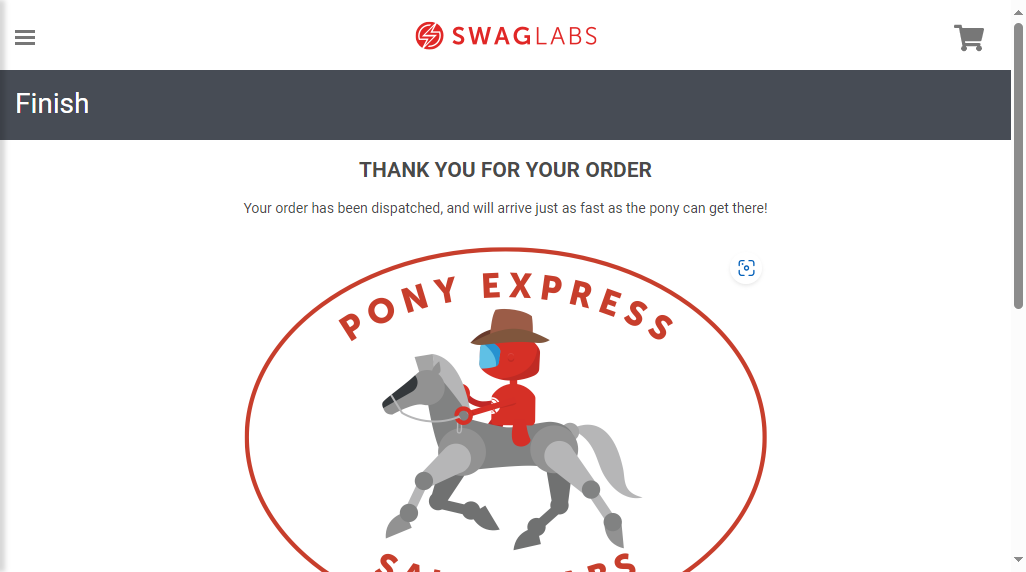 SWAGLABS
Finish
THANK YOU FOR YOUR ORDER
Your order has been dispatched, and will arrive just as fast as the pony can get there!
PONY EXPRESS